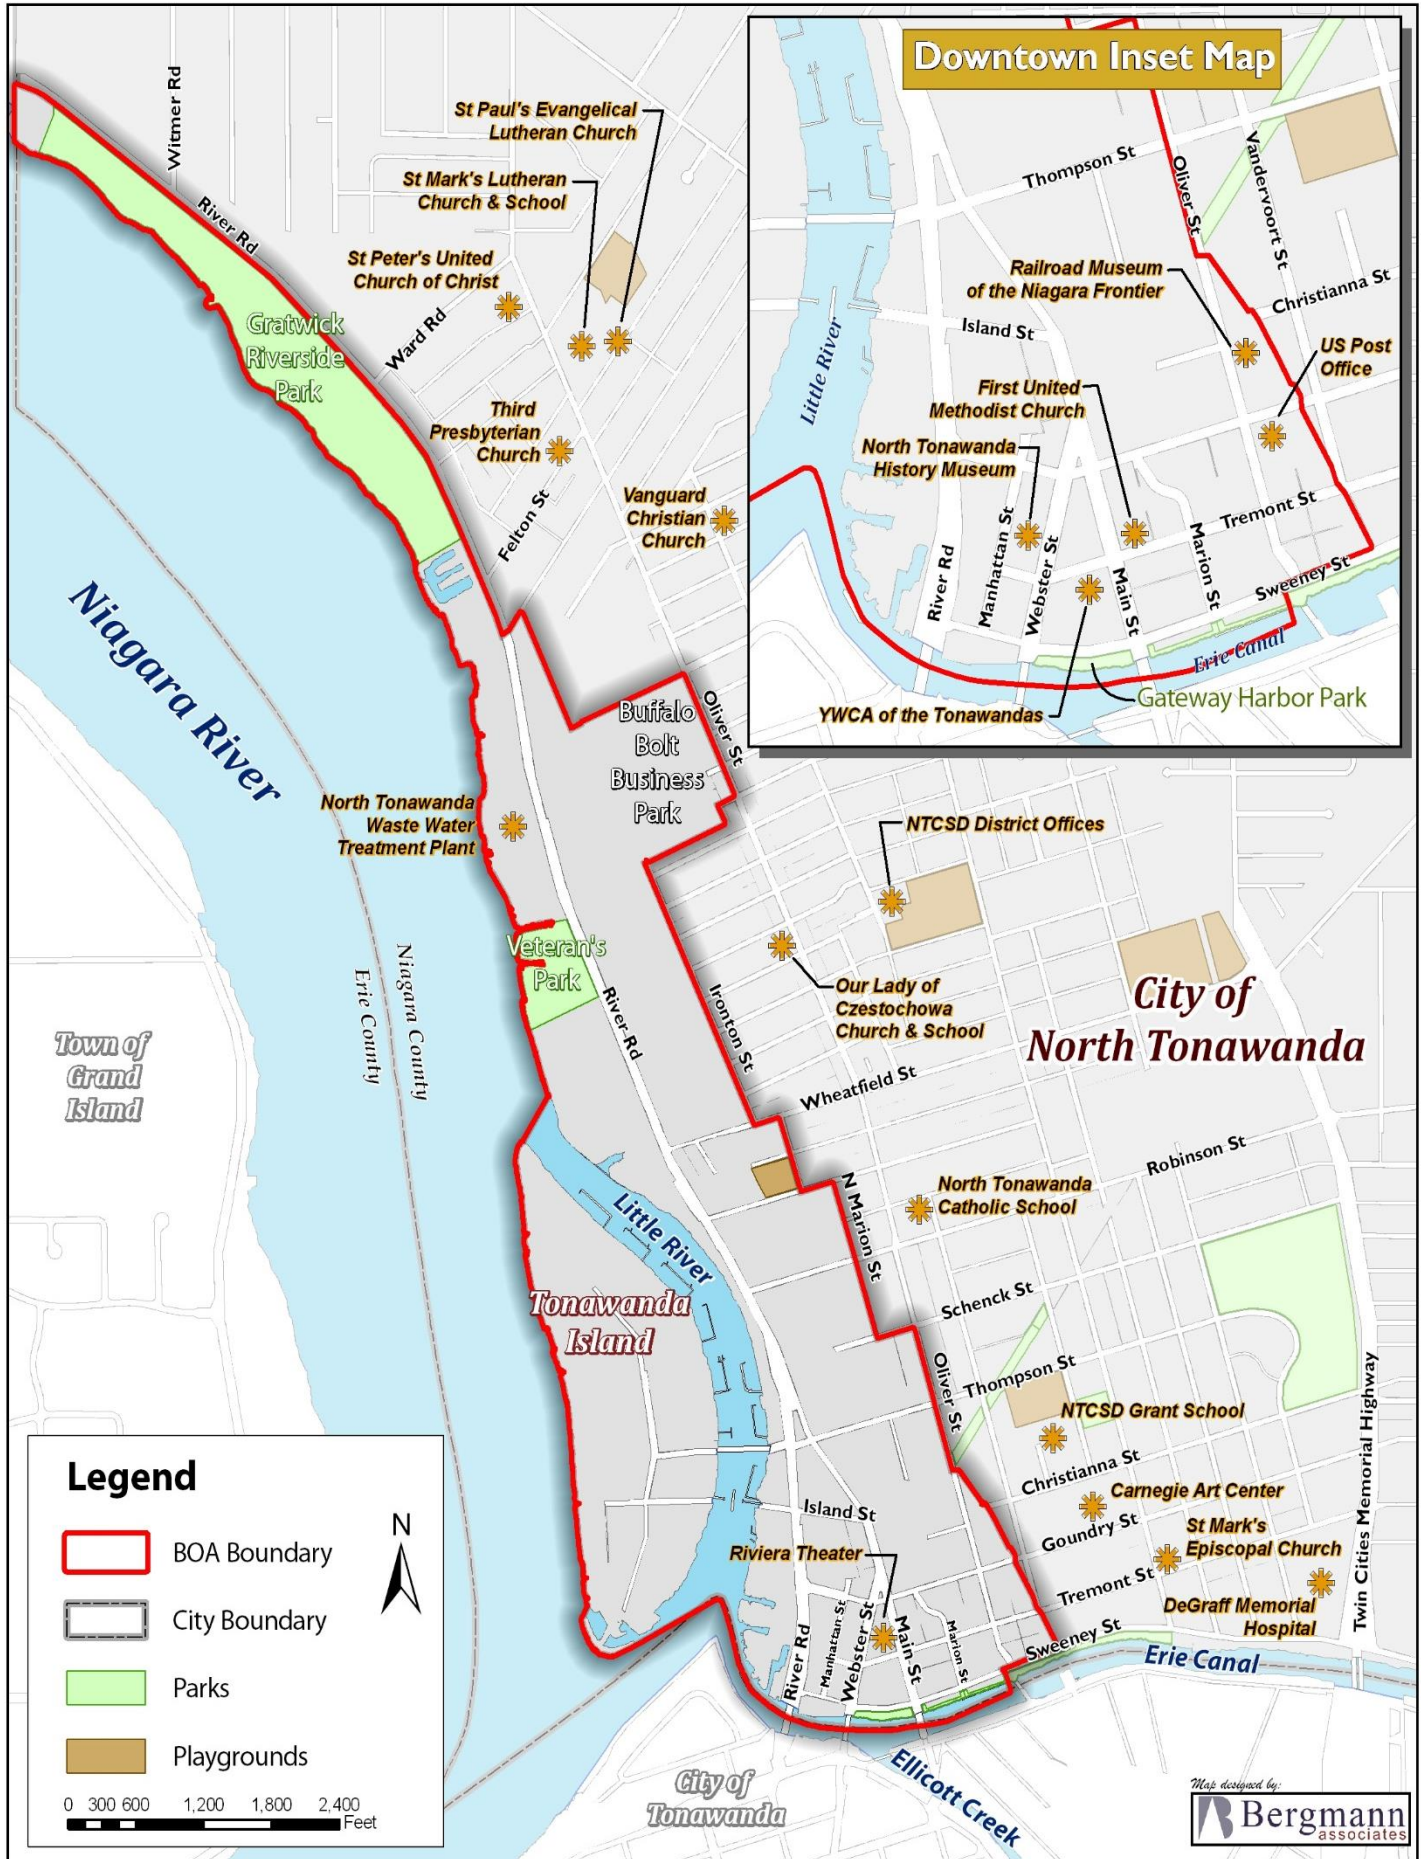 Downtown Inset Map
Thompson St
Oliver St
Vandervoort St
Railroad Museum
of the Niagara Frontier
Christianna St
Island St
US Post
Office
Little River
First United
Methodist Church
North Tonawanda
History Museum
Tremont St
Manhattan St
Marion St
River Rd
Webster St
Main St
Sweeney St
Erie Canal
Gateway Harbor Park
YWCA of the Tonawandas
Witmer Rd
St Paul's Evangelical
Lutheran Church
St Mark's Lutheran
Church & School
River Rd
St Peter's United
Church of Christ
Gratwick
Riverside
Park
Ward Rd
Third
Presbyterian
Church
Vanguard
Christian
Church
Felton St
Niagara River
Oliver St
Buffalo
Bolt
Business
Park
North Tonawanda
Waste Water
Treatment Plant
NTCSD District Offices
Veteran's
Park
Niagara County
Erie County
Our Lady of
Czestochowa
Church & School
City of
North Tonawanda
River Rd
Ironton St
Town of
Grand
Island
Wheatfield St
Robinson St
North Tonawanda
Catholic School
N Marion St
Little River
Schenck St
Tonawanda
Island
Thompson St
Oliver St
NTCSD Grant School
Twin Cities Memorial Highway
Christianna St
Carnegie Art Center
Island St
Goundry St
St Mark's
Episcopal Church
Riviera Theater
Tremont St
DeGraff Memorial
Hospital
River Rd
Manhattan St
Webster St
Main St
Marion St
Sweeney St
Erie Canal
Ellicott Creek
City of
Tonawanda
Legend
N
BOA Boundary
City Boundary
Parks
Playgrounds
0 300 600 1,200 1,800 2,400
Feet
Map designed by:
Bergmann
associates